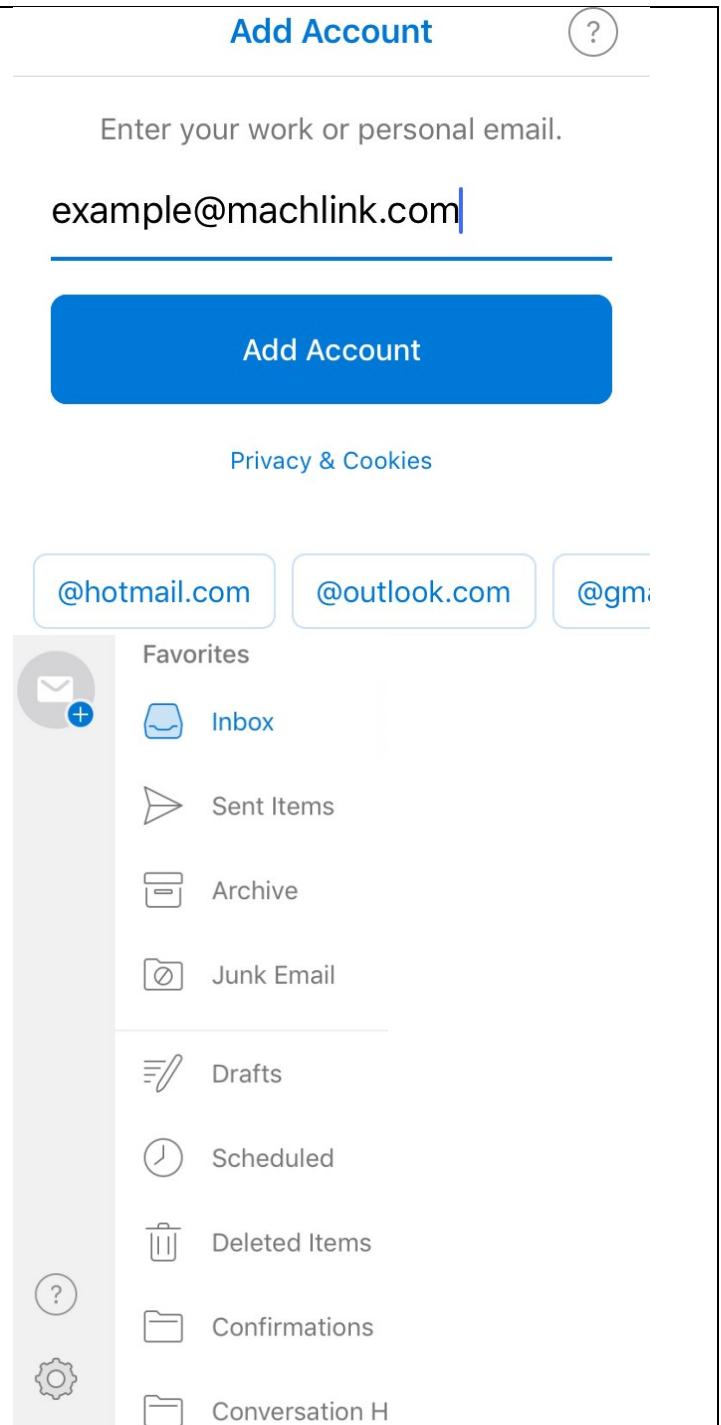 Add Account
?
Enter your work or personal email.
example@machlink.com
Add Account
Privacy & Cookies
@hotmail.com @outlook.com @gma
Favorites
Inbox
Sent Items
Archive
Junk Email
Drafts
Scheduled
Deleted Items
?
Confirmations
Conversation H